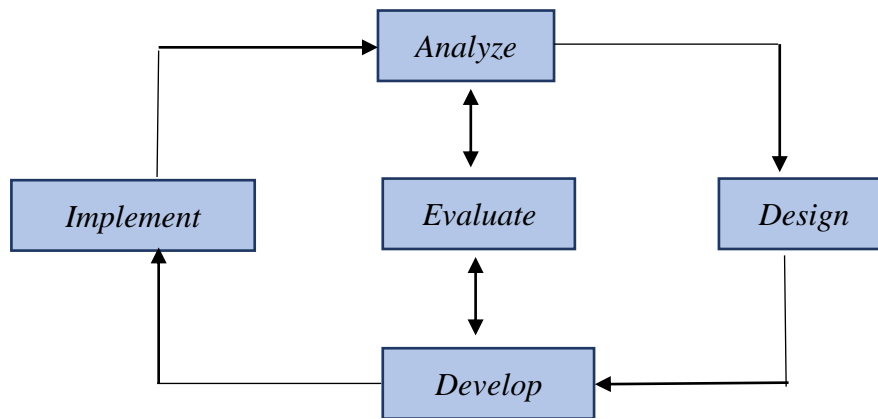 Analyze
Implement
Evaluate
Design
Develop